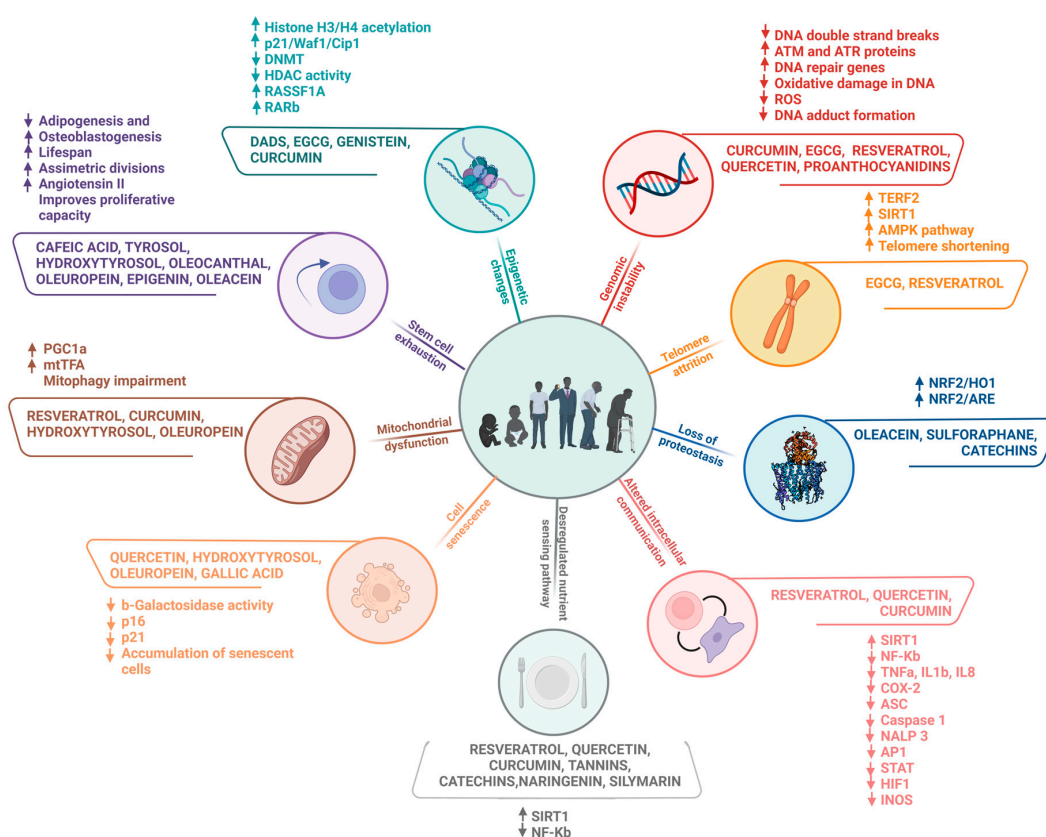 Histone H3/H4 acetylation
p21/Waf1/Cip1
DNMT
HDAC activity
RASSF1A
RARb
DADS, EGCG, GENISTEIN,
CURCUMIN
Epigenetic
changes
DNA double strand breaks
ATM and ATR proteins
DNA repair genes
Oxidative damage in DNA
ROS
DNA adduct formation
CURCUMIN, EGCG, RESVERATROL,
QUERCETIN, PROANTHOCYANIDINS
Genomic
instability
Adipogenesis and
Osteoblastogenesis
Lifespan
Assimetric divisions
Angiotensin II
Improves proliferative
capacity
CAFEIC ACID, TYROSOL,
HYDROXYTYROSOL, OLEOCANTHAL,
OLEUROPEIN, EPIGENIN, OLEACEIN
Stem cell
exhaustion
TERF2
SIRT1
AMPK pathway
Telomere shortening
EGCG, RESVERATROL
Telomere
attrition
PGC1a
mtTFA
Mitophagy impairment
RESVERATROL, CURCUMIN,
HYDROXYTYROSOL, OLEUROPEIN
Mitochondrial
dysfunction
NRF2/HO1
NRF2/ARE
OLEACEIN, SULFORAPHANE,
CATECHINS
Loss of
proteostasis
QUERCETIN, HYDROXYTYROSOL,
OLEUROPEIN, GALLIC ACID
b-Galactosidase activity
p16
p21
Accumulation of senescent
cells
Cell
senescence
Desregulated nutrient
sensing pathway
RESVERATROL, QUERCETIN,
CURCUMIN, TANNINS,
CATECHINS,NARINGENIN, SILYMARIN
SIRT1
NF-Kb
Altered intracellular
communication
RESVERATROL, QUERCETIN,
CURCUMIN
SIRT1
NF-Kb
TNFa, IL1b, IL8
COX-2
ASC
Caspase 1
NALP 3
AP1
STAT
HIF1
INOS